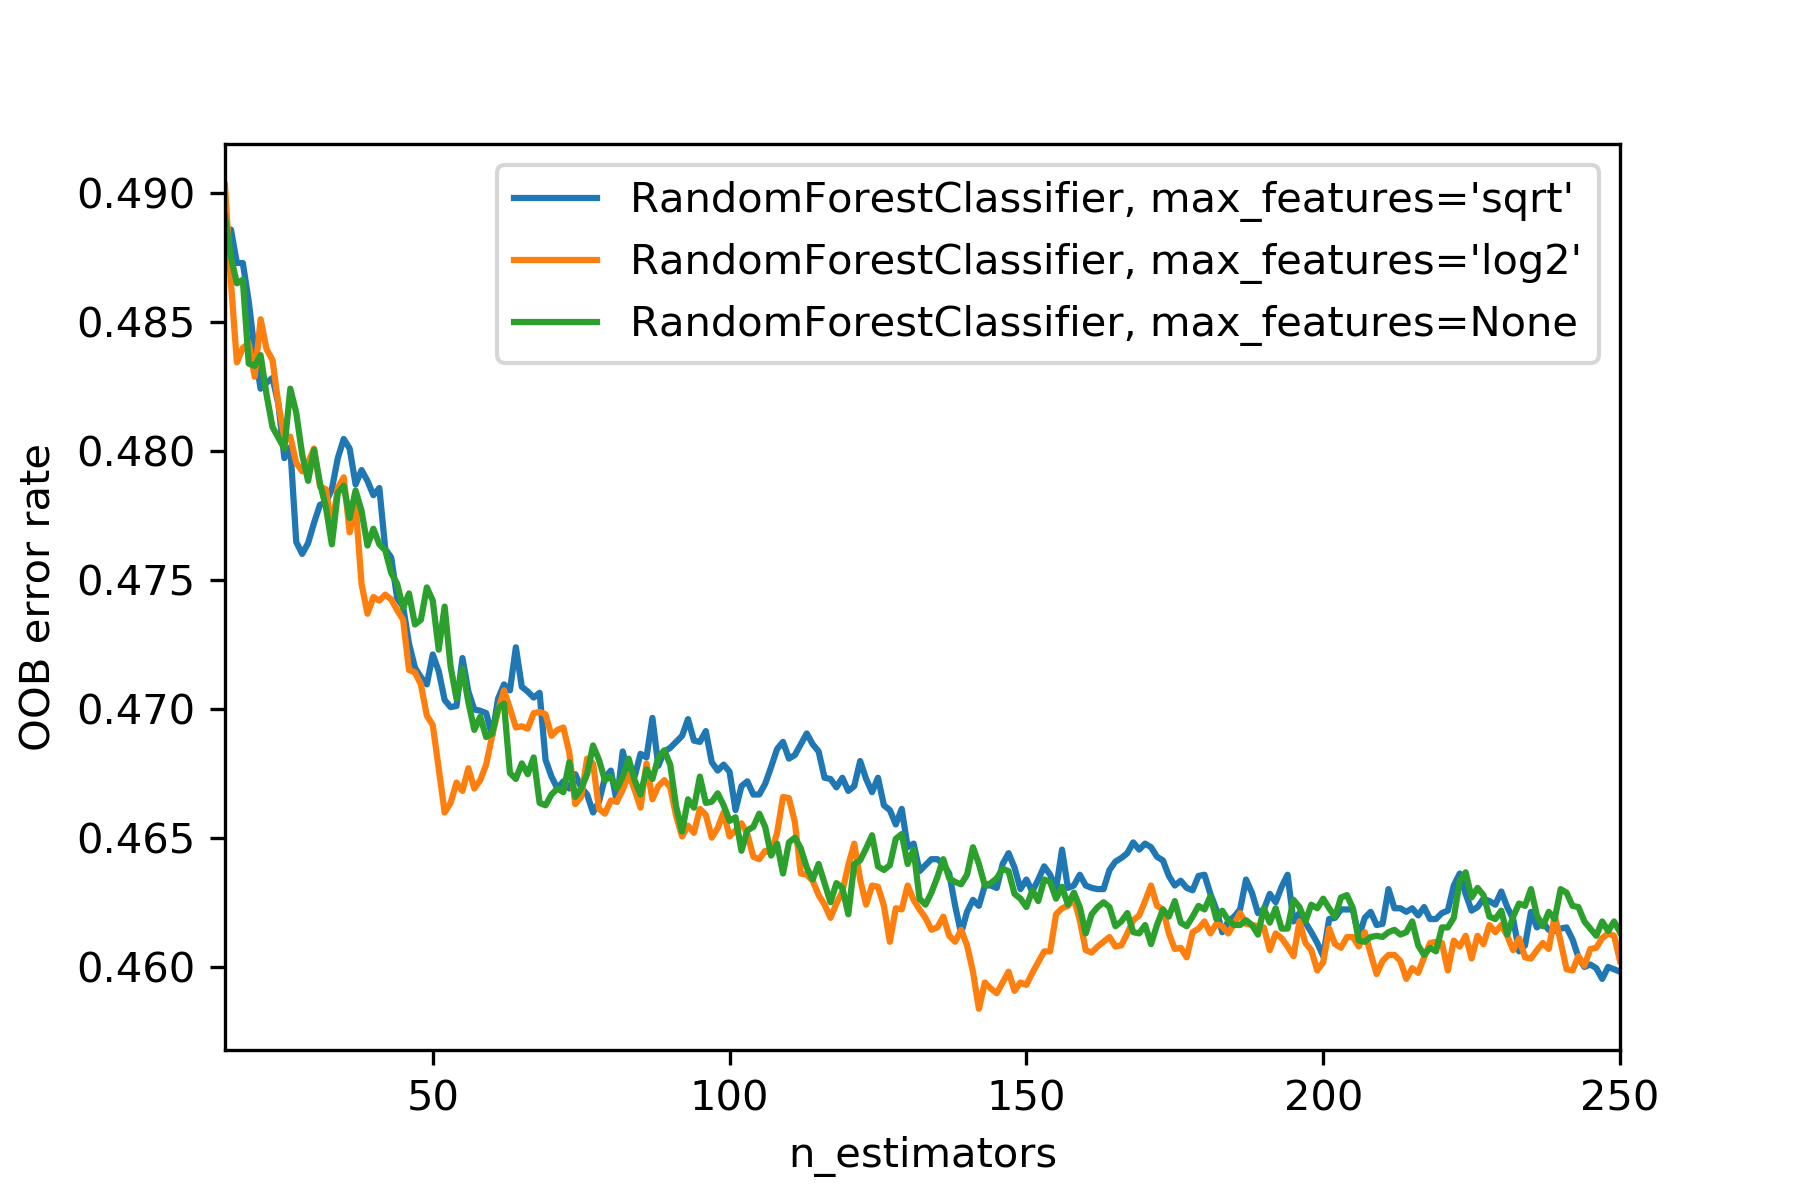 RandomForestClassifier, max_features='sqrt'
RandomForestClassifier, max_features='log2'
RandomForestClassifier, max_features=None
OOB error rate
0.490
0.485
0.480
0.475
0.470
0.465
0.460
50 100 150 200 250
n_estimators